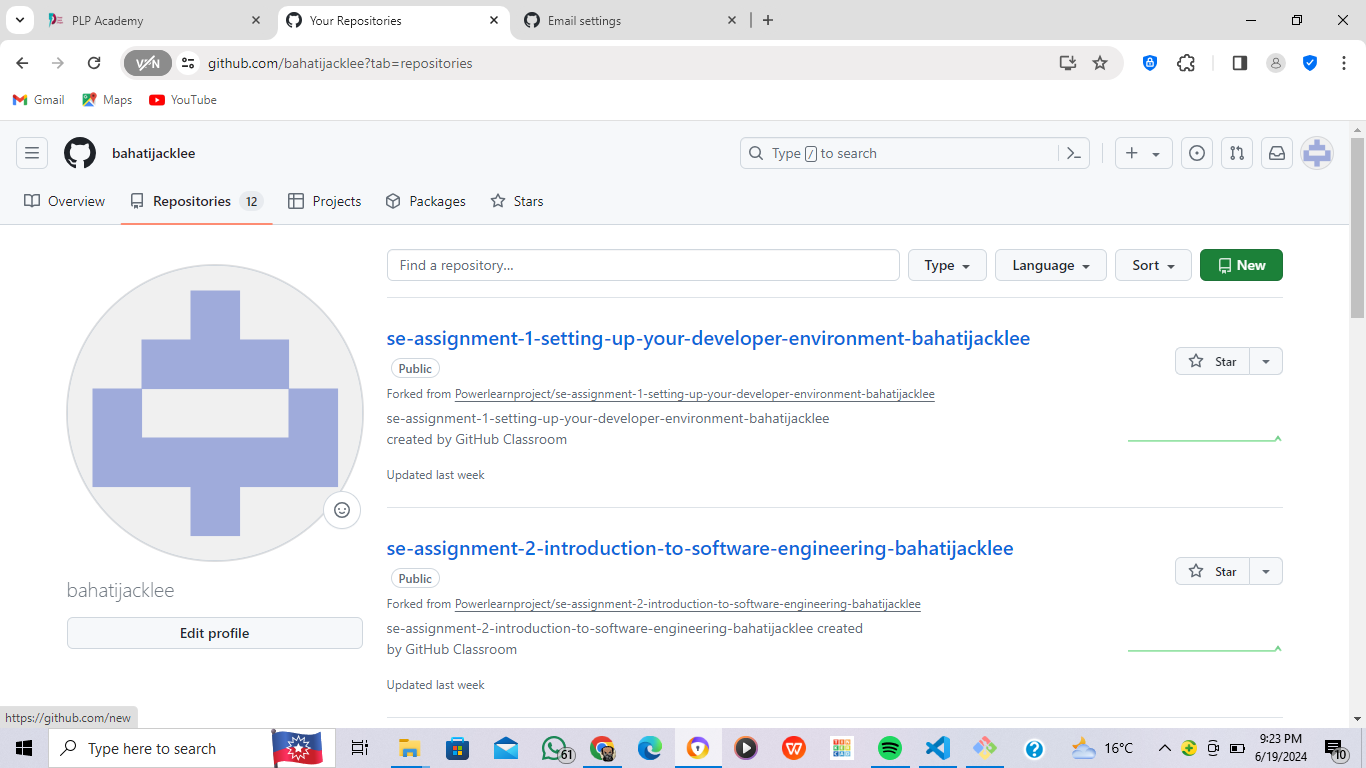 PLP Academy
Your Repositories
Email settings
VPN
github.com/bahatijacklee?tab=repositories
Gmail
Maps
YouTube
bahatijacklee
Type / to search
Overview
Repositories 12
Projects
Packages
Stars
Find a repository...
Type
Language
Sort
New
se-assignment-1-setting-up-your-developer-environment-bahatijacklee
Public
Star
Forked from Powerlearnproject/se-assignment-1-setting-up-your-developer-environment-bahatijacklee
se-assignment-1-setting-up-your-developer-environment-bahatijacklee
created by GitHub Classroom
Updated last week
se-assignment-2-introduction-to-software-engineering-bahatijacklee
Public
Star
Forked from Powerlearnproject/se-assignment-2-introduction-to-software-engineering-bahatijacklee
se-assignment-2-introduction-to-software-engineering-bahatijacklee created
by GitHub Classroom
Updated last week
bahatijacklee
Edit profile
https://github.com/new
Type here to search
61
16°C
9:23 PM
6/19/2024
10